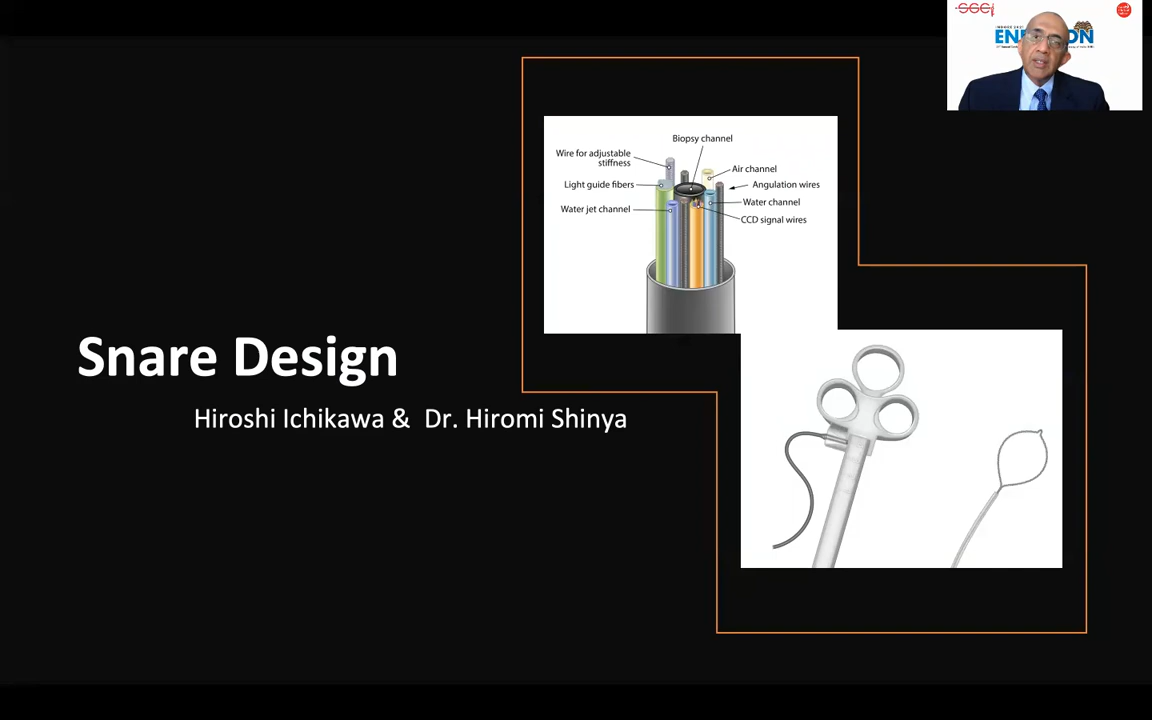 Snare Design
Hiroshi Ichikawa & Dr. Hiromi Shinya
Biopsy channel
Wire for adjustable
stiffness
Air channel
Light guide fibers
Angulation wires
Water jet channel
Water channel
CCD signal wires